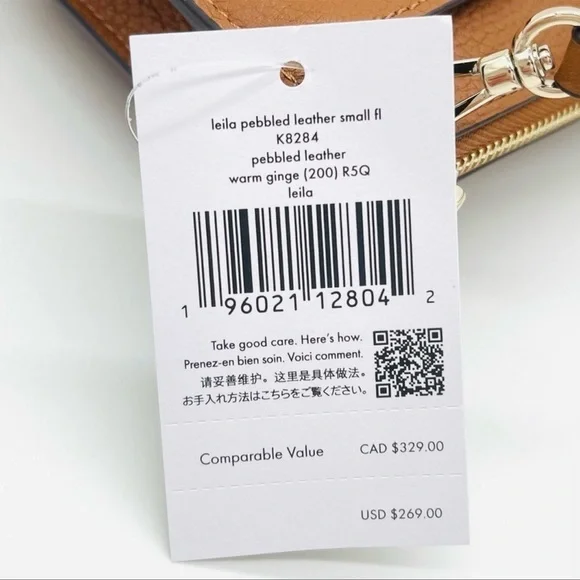 leila pebbled leather small fl
K8284
pebbled leather
warm ginge (200) R5Q
leila
1 96021 12804 2
Take good care. Here's how.
Prenez-en bien soin. Voici comment.
请妥善维护。这里是具体做法。
お手入れ方法はこちらをご覧ください。
Comparable Value CAD $329.00
USD $269.00